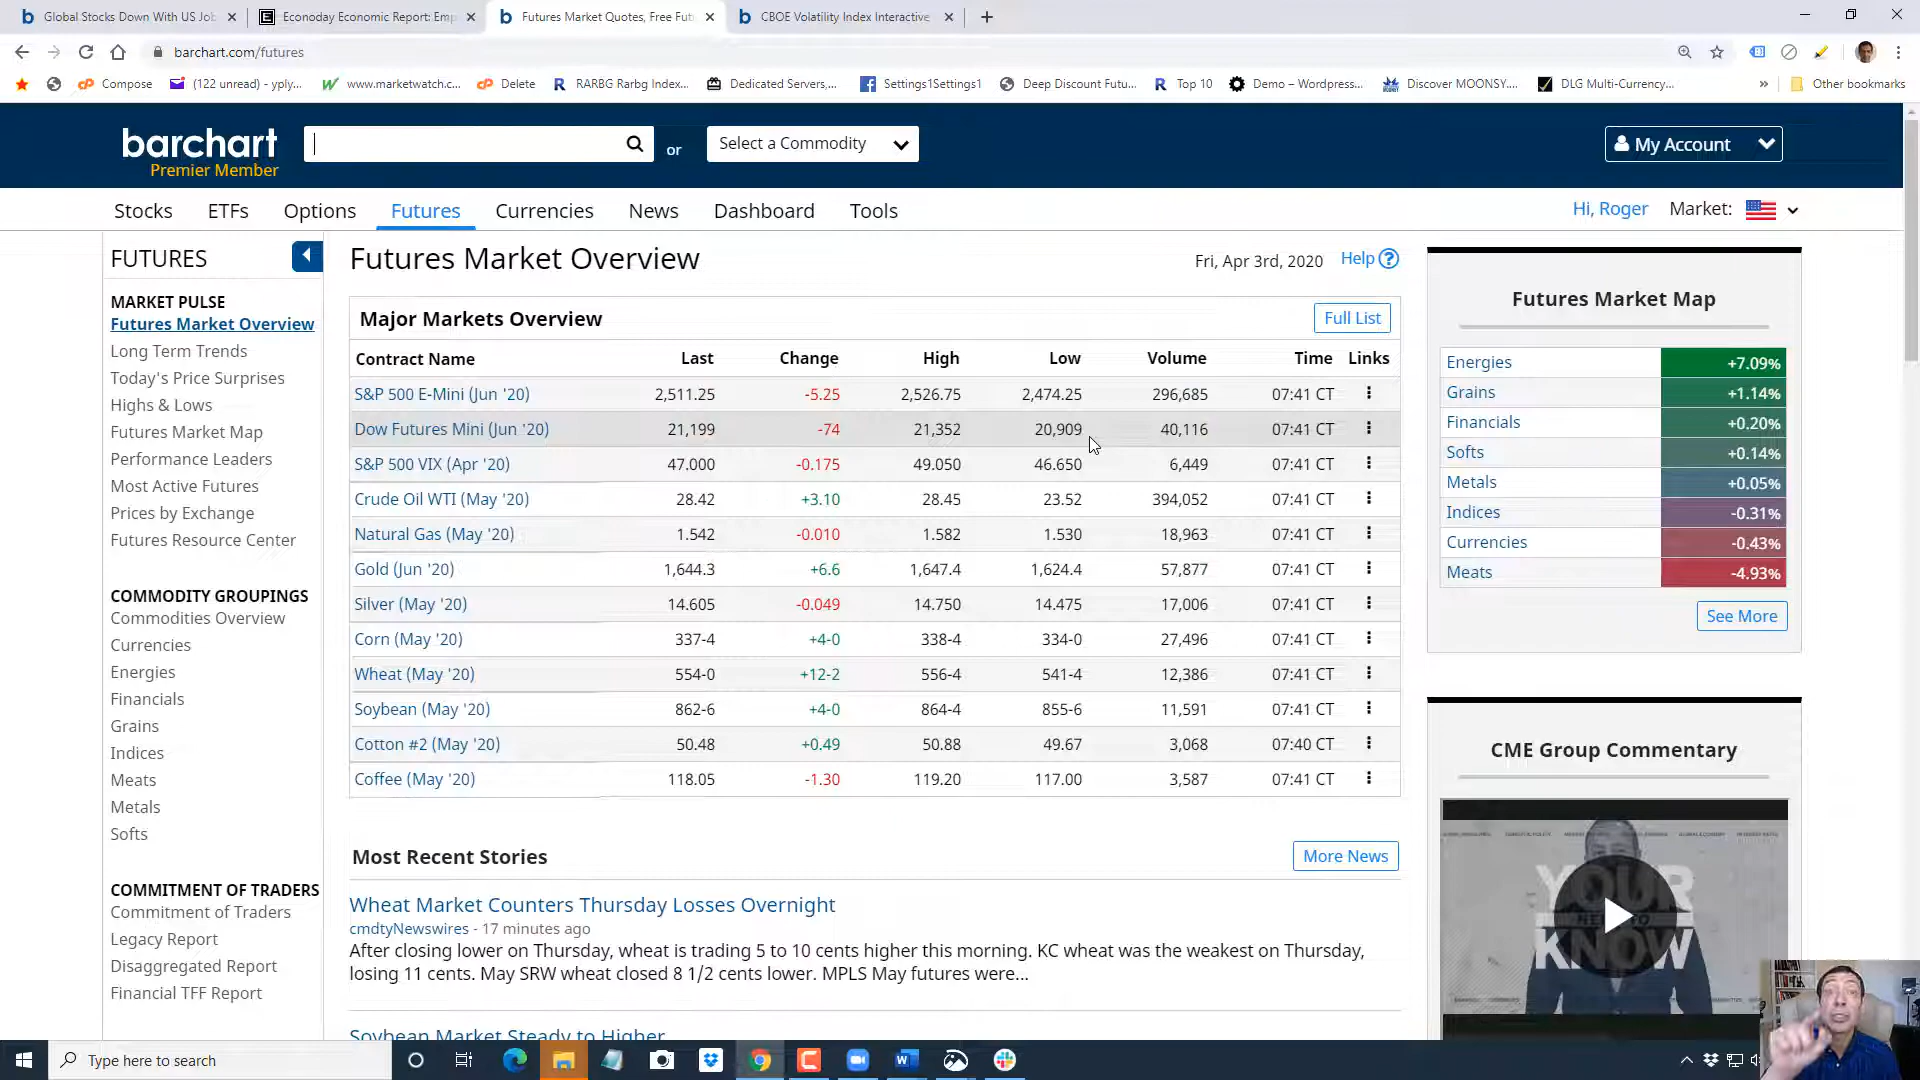 Global Stocks Down With US Job
Econoday Economic Report: Emp
Futures Market Quotes, Free Fut
CBOE Volatility Index Interactive
barchart.com/futures
Compose
(122 unread) - yply...
www.marketwatch.c...
Delete
RARBG Rarbg Index...
Dedicated Servers,...
Settings1Settings1
Deep Discount Futu...
Top 10
Demo – Wordpress...
Discover MOONSY....
DLG Multi-Currency...
Other bookmarks
barchart
Premier Member
or
Select a Commodity
My Account
Stocks ETFs Options Futures Currencies News Dashboard Tools
Hi, Roger Market:
FUTURES
MARKET PULSE
Futures Market Overview
Long Term Trends
Today's Price Surprises
Highs & Lows
Futures Market Map
Performance Leaders
Most Active Futures
Prices by Exchange
Futures Resource Center
COMMODITY GROUPINGS
Commodities Overview
Currencies
Energies
Financials
Grains
Indices
Meats
Metals
Softs
COMMITMENT OF TRADERS
Commitment of Traders
Legacy Report
Disaggregated Report
Financial TFF Report
Futures Market Overview
Fri, Apr 3rd, 2020 Help ?
Major Markets Overview
Full List
Contract Name Last Change High Low Volume Time Links
S&P 500 E-Mini (Jun '20) 2,511.25 -5.25 2,526.75 2,474.25 296,685 07:41 CT
Dow Futures Mini (Jun '20) 21,199 -74 21,352 20,909 40,116 07:41 CT
S&P 500 VIX (Apr '20) 47.000 -0.175 49.050 46.650 6,449 07:41 CT
Crude Oil WTI (May '20) 28.42 +3.10 28.45 23.52 394,052 07:41 CT
Natural Gas (May '20) 1.542 -0.010 1.582 1.530 18,963 07:41 CT
Gold (Jun '20) 1,644.3 +6.6 1,647.4 1,624.4 57,877 07:41 CT
Silver (May '20) 14.605 -0.049 14.750 14.475 17,006 07:41 CT
Corn (May '20) 337-4 +4-0 338-4 334-0 27,496 07:41 CT
Wheat (May '20) 554-0 +12-2 556-4 541-4 12,386 07:41 CT
Soybean (May '20) 862-6 +4-0 864-4 855-6 11,591 07:41 CT
Cotton #2 (May '20) 50.48 +0.49 50.88 49.67 3,068 07:40 CT
Coffee (May '20) 118.05 -1.30 119.20 117.00 3,587 07:41 CT
Most Recent Stories
More News
Wheat Market Counters Thursday Losses Overnight
cmdtyNewswires - 17 minutes ago
After closing lower on Thursday, wheat is trading 5 to 10 cents higher this morning. KC wheat was the weakest on Thursday,
losing 11 cents. May SRW wheat closed 8 1/2 cents lower. MPLS May futures were...
Soybean Market Steady to Higher
Futures Market Map
Energies +7.09%
Grains +1.14%
Financials +0.20%
Softs +0.14%
Metals +0.05%
Indices -0.31%
Currencies -0.43%
Meats -4.93%
See More
CME Group Commentary
YOUR
KNOW
Type here to search